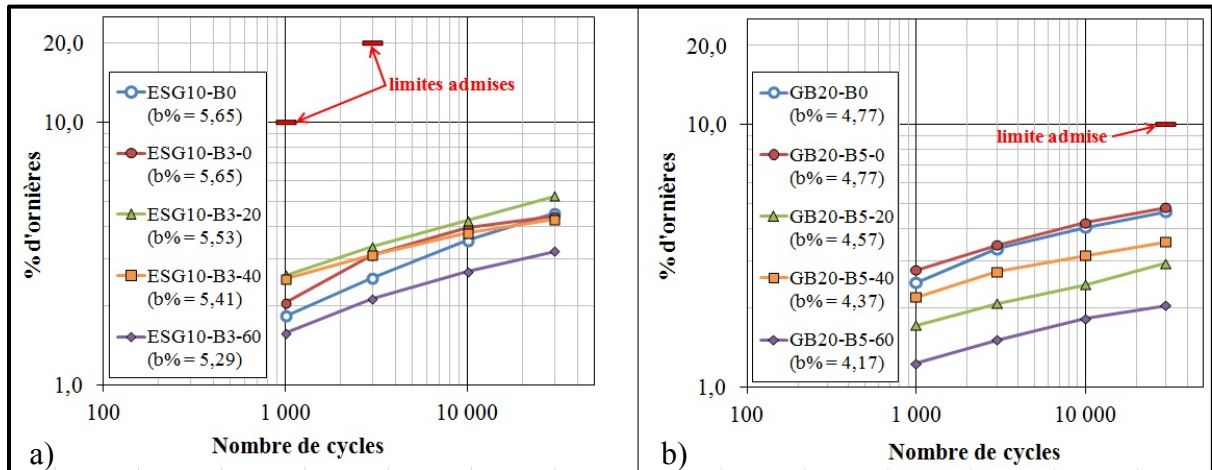 20,0
10,0
1,0
% d'ornières
ESG10-B0
(b% = 5,65)
ESG10-B3-0
(b% = 5,65)
ESG10-B3-20
(b% = 5,53)
ESG10-B3-40
(b% = 5,41)
ESG10-B3-60
(b% = 5,29)
limites admises
100
1 000
10 000
Nombre de cycles
a)
20,0
10,0
1,0
% d'ornières
GB20-B0
(b% = 4,77)
GB20-B5-0
(b% = 4,77)
GB20-B5-20
(b% = 4,57)
GB20-B5-40
(b% = 4,37)
GB20-B5-60
(b% = 4,17)
limite admise
100
1 000
10 000
Nombre de cycles
b)